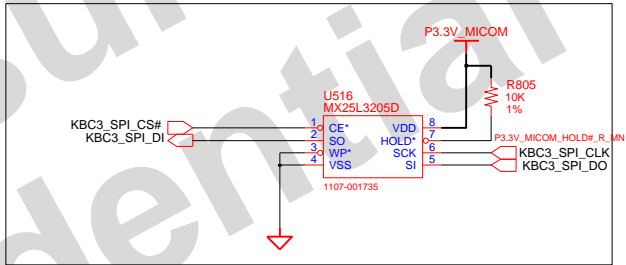 P3.3V_MICOM
U516
MX25L3205D
R805
10K
1%
KBC3_SPI_CS#
KBC3_SPI_DI
1 CE* VDD 8
2 SO HOLD* 7
3 WP* SCK 6
4 VSS SI 5
P3.3V_MICOM_HOLD#_R_MN
KBC3_SPI_CLK
KBC3_SPI_DO
1107-001735